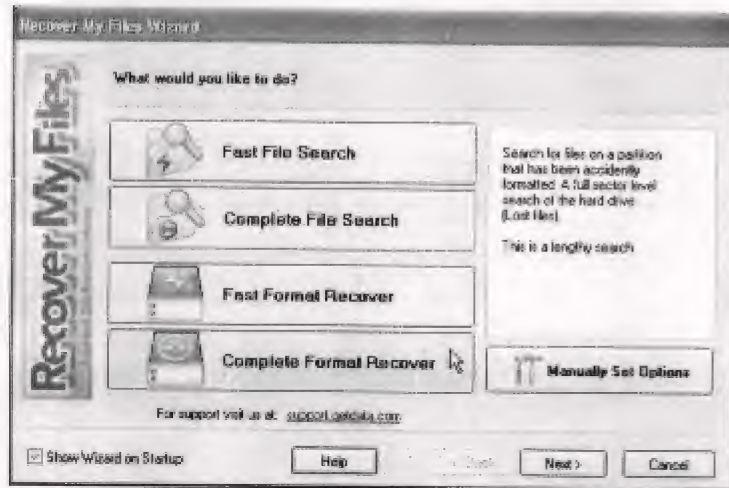 Recover My Files Wizard
Recover My Files
What would you like to do?
Fast File Search
Complete File Search
Fast Format Recover
Complete Format Recover
Search for files on a partition
that has been accidently
formatted. A full sector level
search of the hard drive
(Lost files).
This is a lengthy search
Manually Set Options
For support visit us at: support.getdata.com
Show Wizard on Startup
Help
Next >
Cancel